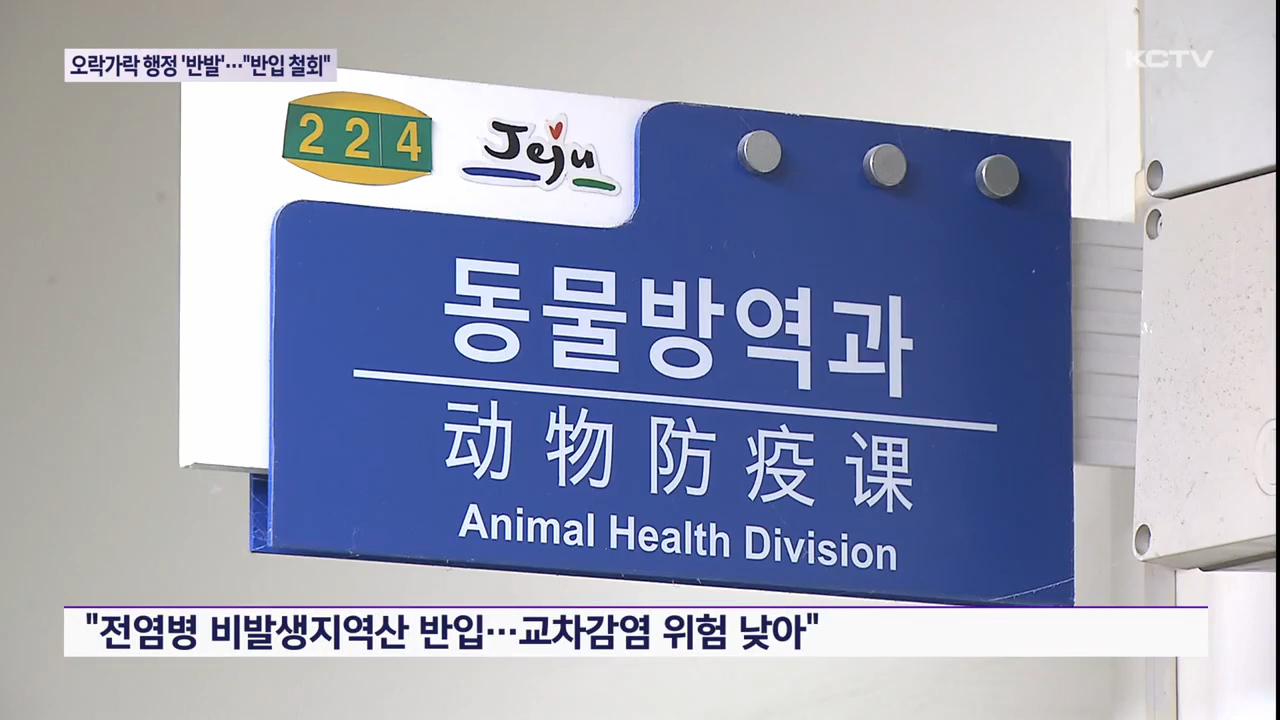 오락가락 행정 '반발'…"반입 철회"
KCTV
224
Jeju
동물방역과
动物防疫课
Animal Health Division
"전염병 비발생지역산 반입…교차감염 위험 낮아"